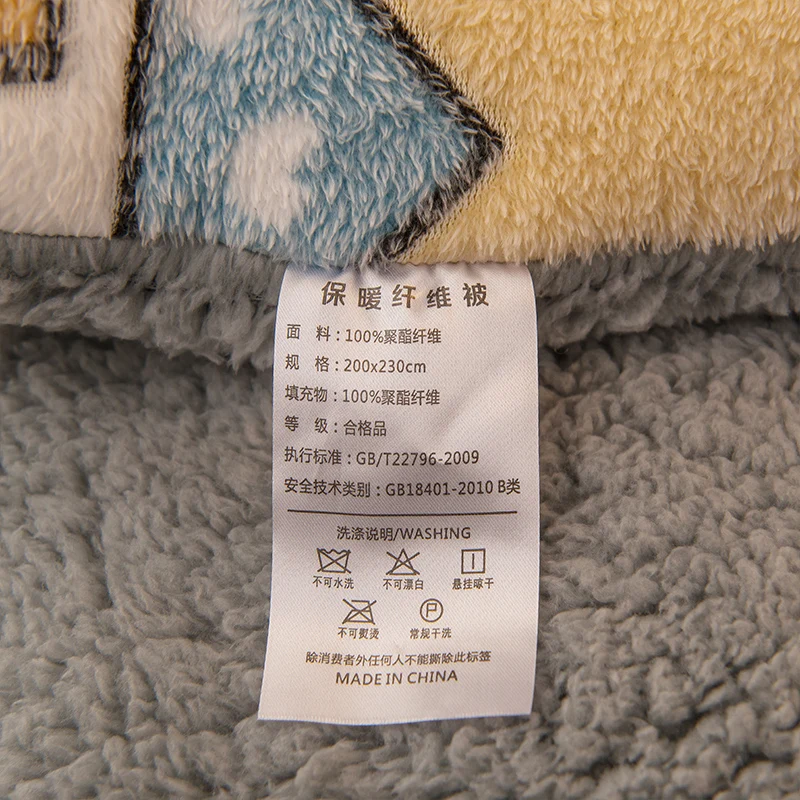 保暖纤维被
面 料：100%聚酯纤维
规 格：200x230cm
填充物：100%聚酯纤维
等 级：合格品
执行标准：GB/T22796-2009
安全技术类别：GB18401-2010 B类
洗涤说明/WASHING
不可水洗 不可漂白 悬挂晾干
P
不可熨烫 常规干洗
除消费者外任何人不能撕除此标签
MADE IN CHINA